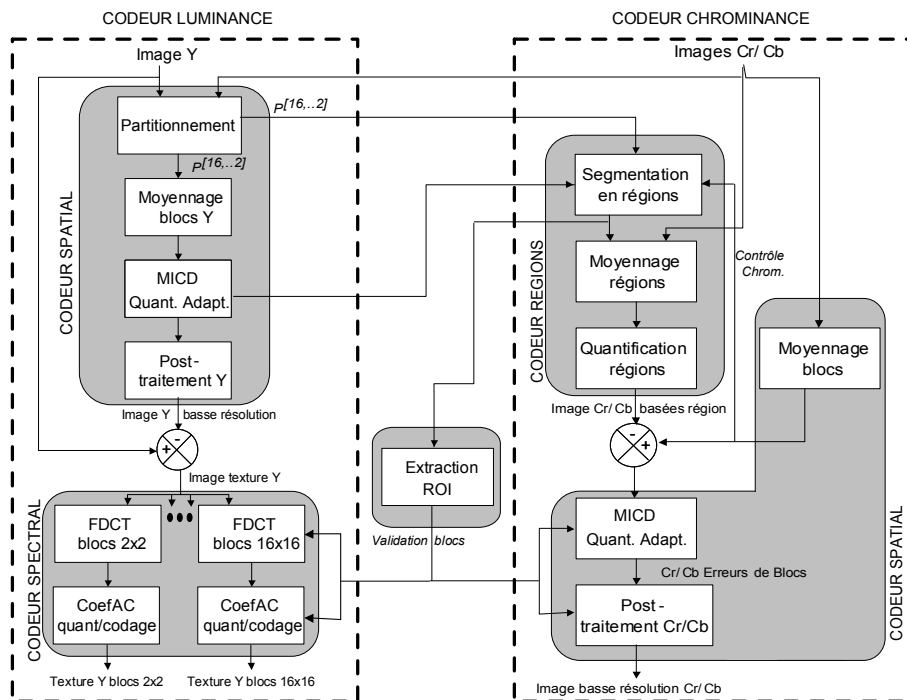 CODEUR LUMINANCE
CODEUR CHROMINANCE
Image Y
Images Cr/ Cb
P[16,..2]
Partitionnement
P[16,..2]
Moyennage
blocs Y
MICD
Quant. Adapt.
Post-
traitement Y
CODEUR SPATIAL
Image Y basse résolution
- +
Image texture Y
FDCT
blocs 2x2
FDCT
blocs 16x16
CoefAC
quant/codage
CoefAC
quant/codage
CODEUR SPECTRAL
Texture Y blocs 2x2
Texture Y blocs 16x16
Extraction
ROI
Validation blocs
Segmentation
en régions
Moyennage
régions
Quantification
régions
CODEUR REGIONS
Contrôle
Chrom.
Moyennage
blocs
Image Cr/ Cb basées région
- +
MICD
Quant. Adapt.
Cr/ Cb Erreurs de Blocs
Post-
traitement Cr/Cb
CODEUR SPATIAL
Image basse résolution Cr/Cb